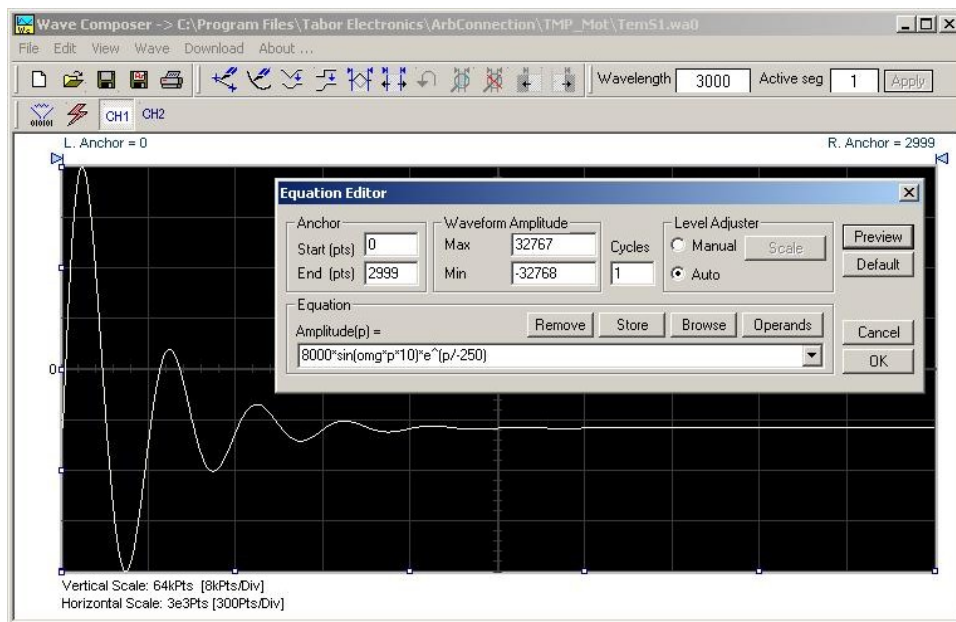 Wave Composer -> C:\Program Files\Tabor Electronics\ArbConnection\TMP_Mot\TemS1.wa0
File Edit View Wave Download About ...
Wavelength 3000 Active seg 1 Apply
010101 CH1 CH2
L. Anchor = 0 R. Anchor = 2999
Equation Editor
Anchor Waveform Amplitude Level Adjuster
Start (pts) 0 Max 32767 Cycles Manual Scale Preview
End (pts) 2999 Min -32768 1 Auto Default
Equation
Amplitude(p) = Remove Store Browse Operands Cancel
8000*sin(omg*p*10)*e^(p/-250) OK
0
Vertical Scale: 64kPts [8kPts/Div]
Horizontal Scale: 3e3Pts [300Pts/Div]